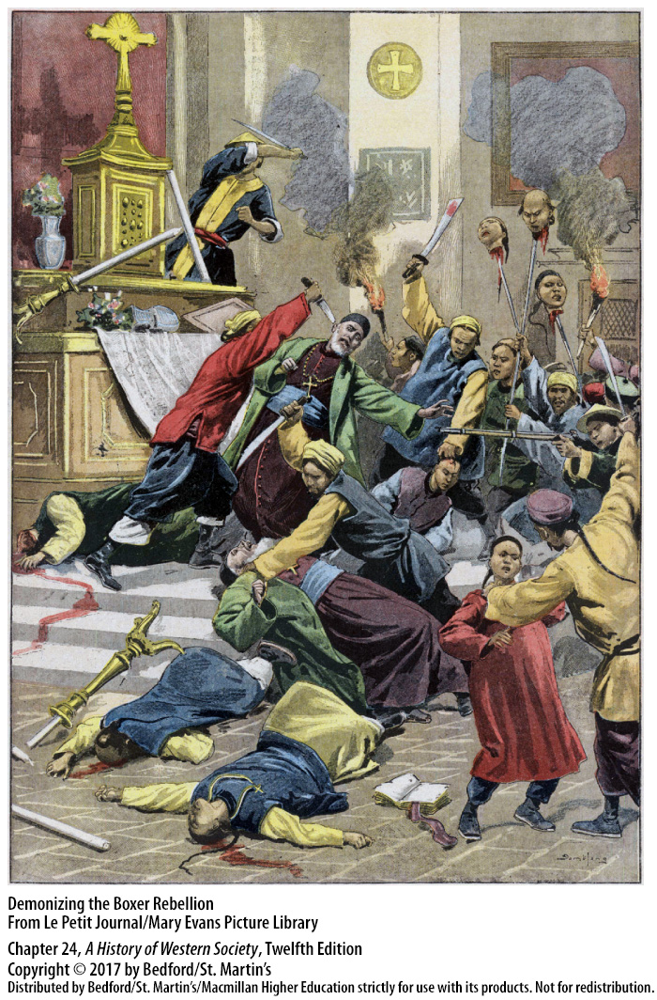 Demonizing the Boxer Rebellion
From Le Petit Journal/Mary Evans Picture Library
Chapter 24, A History of Western Society, Twelfth Edition
Copyright © 2017 by Bedford/St. Martin’s
Distributed by Bedford/St. Martin’s/Macmillan Higher Education strictly for use with its products. Not for redistribution.